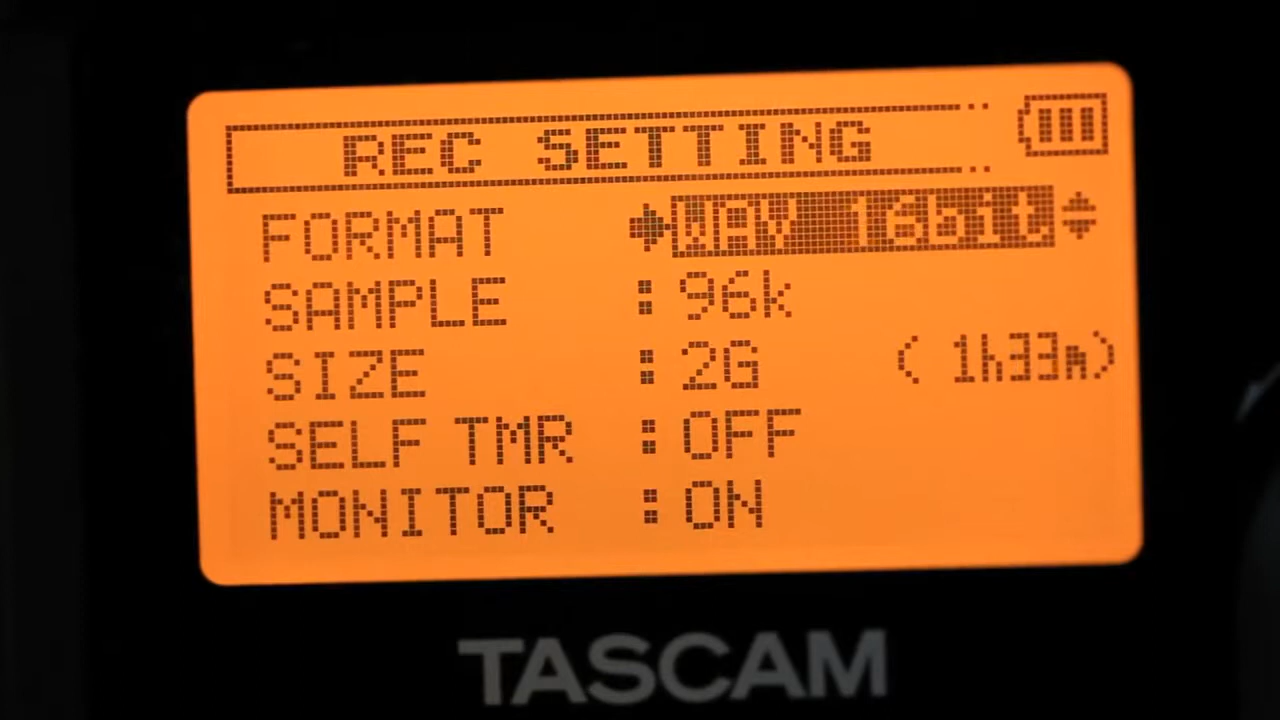 REC SETTING
FORMAT WAV 16bit
SAMPLE : 96k
SIZE : 2G ( 1h33m)
SELF TMR : OFF
MONITOR : ON
TASCAM